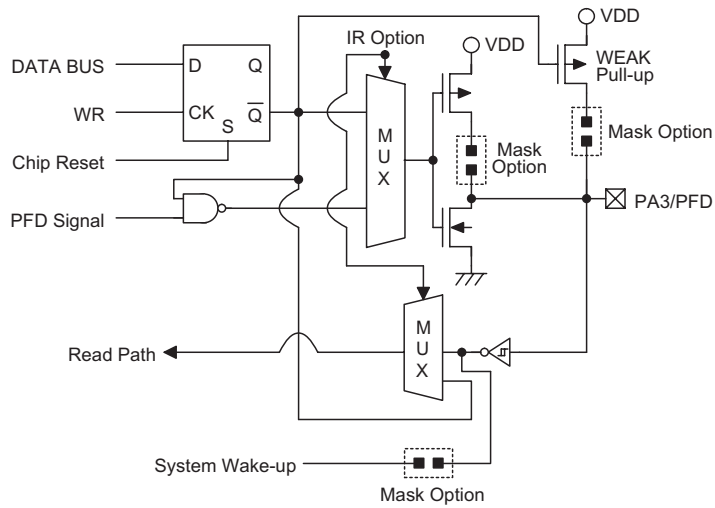 VDD
IR Option
VDD
WEAK
Pull-up
DATA BUS
D
Q
WR
CK
Q
S
M
U
X
Mask
Option
Mask Option
Chip Reset
PFD Signal
PA3/PFD
M
U
X
Read Path
System Wake-up
Mask Option